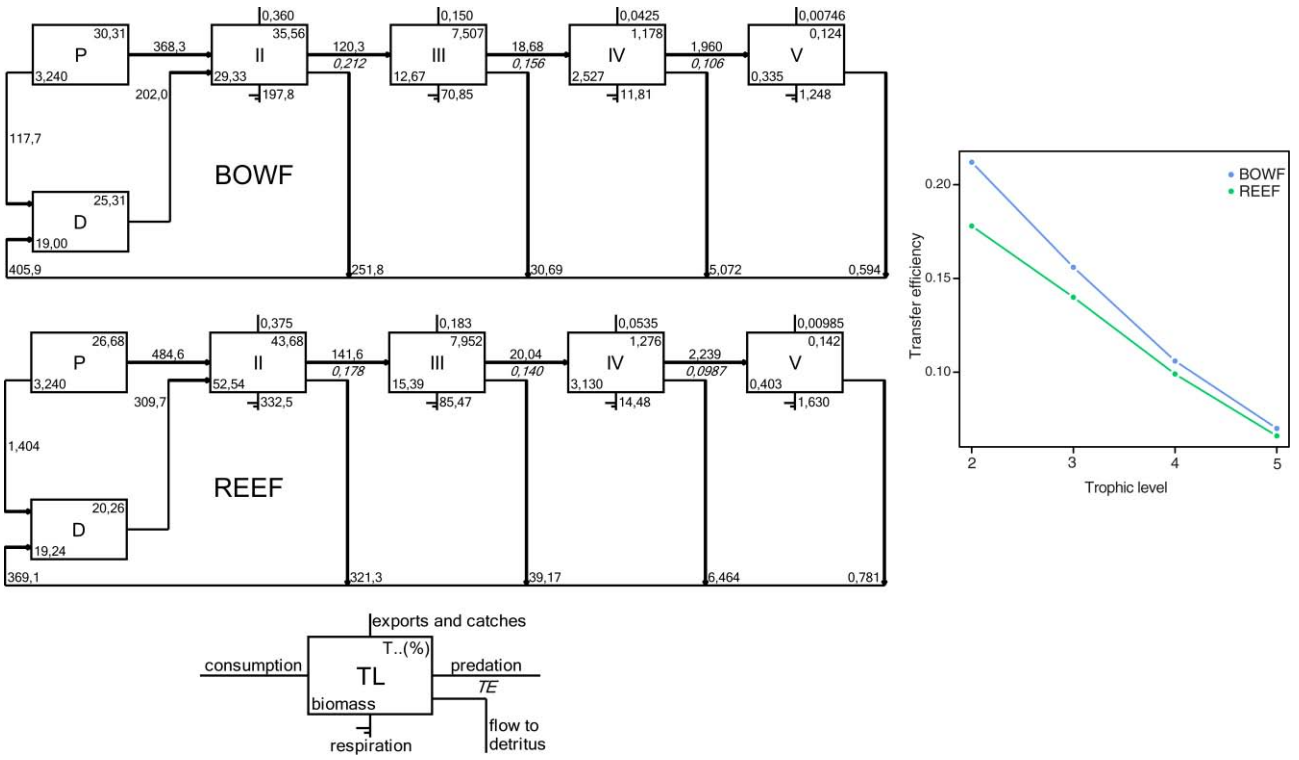 0,360 0,150 0,0425 0,00746
30,31 35,56 7,507 1,178 0,124
P 368,3 II 120,3 III 18,68 IV 1,960 V
0,212 0,156 0,106
3,240 29,33 12,67 2,527 0,335
202,0 197,8 70,85 11,81 1,248
117,7
BOWF
25,31
D
19,00
405,9 251,8 30,69 5,072 0,594
0,375 0,183 0,0535 0,00985
26,68 43,68 7,952 1,276 0,142
P 484,6 II 141,6 III 20,04 IV 2,239 V
0,178 0,140 0,0987
3,240 52,54 15,39 3,130 0,403
309,7 332,5 85,47 14,48 1,630
1,404
REEF
20,26
D
19,24
369,1 321,3 39,17 6,464 0,781
exports and catches
T..(%)
consumption TL predation
TE
biomass
flow to
detritus
respiration
BOWF
REEF
0.20
0.15
0.10
Transfer efficiency
2 3 4 5
Trophic level